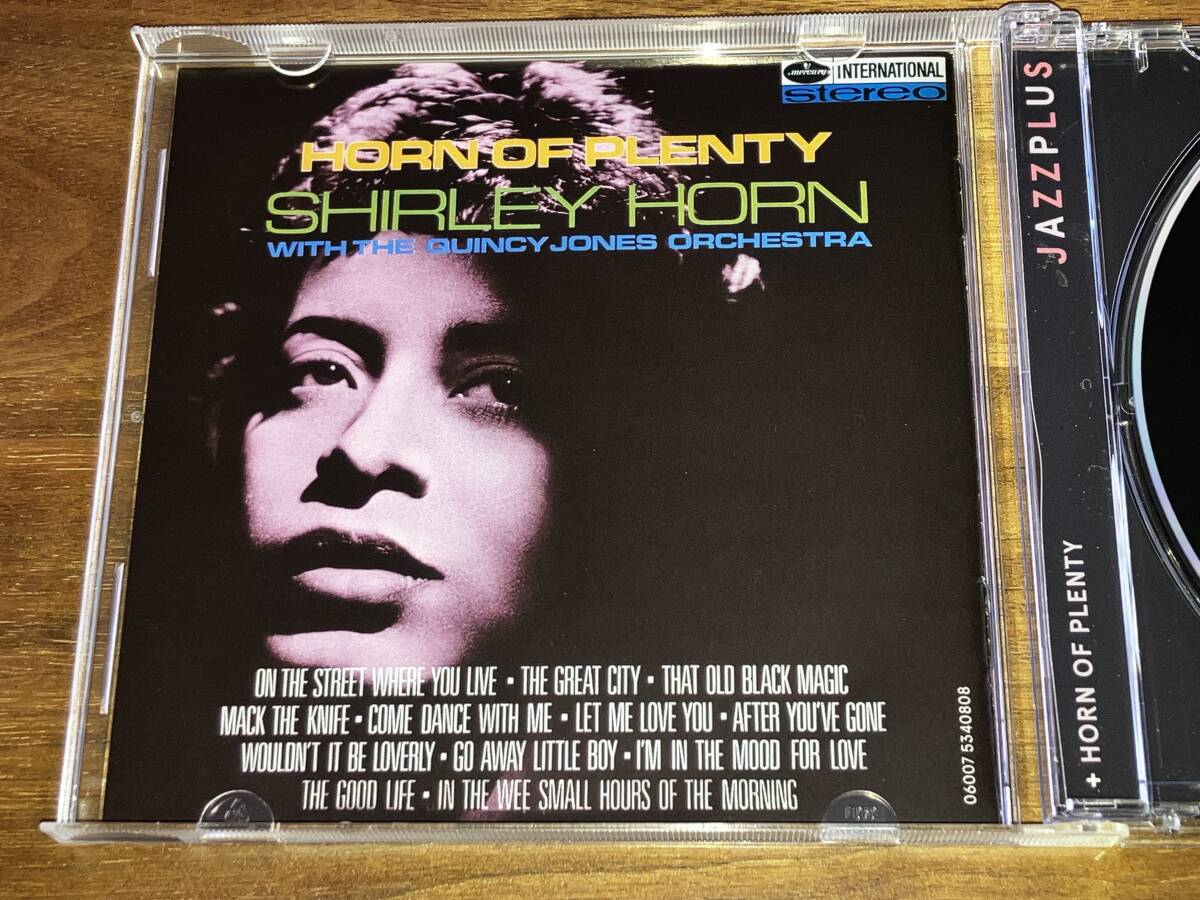 mercury INTERNATIONAL
stereo
HORN OF PLENTY
SHIRLEY HORN
WITH THE QUINCY JONES ORCHESTRA
ON THE STREET WHERE YOU LIVE • THE GREAT CITY • THAT OLD BLACK MAGIC
MACK THE KNIFE • COME DANCE WITH ME • LET ME LOVE YOU • AFTER YOU'VE GONE
WOULDN'T IT BE LOVERLY • GO AWAY LITTLE BOY • I'M IN THE MOOD FOR LOVE
THE GOOD LIFE • IN THE WEE SMALL HOURS OF THE MORNING
06007 5340808
JAZZPLUS
+ HORN OF PLENTY